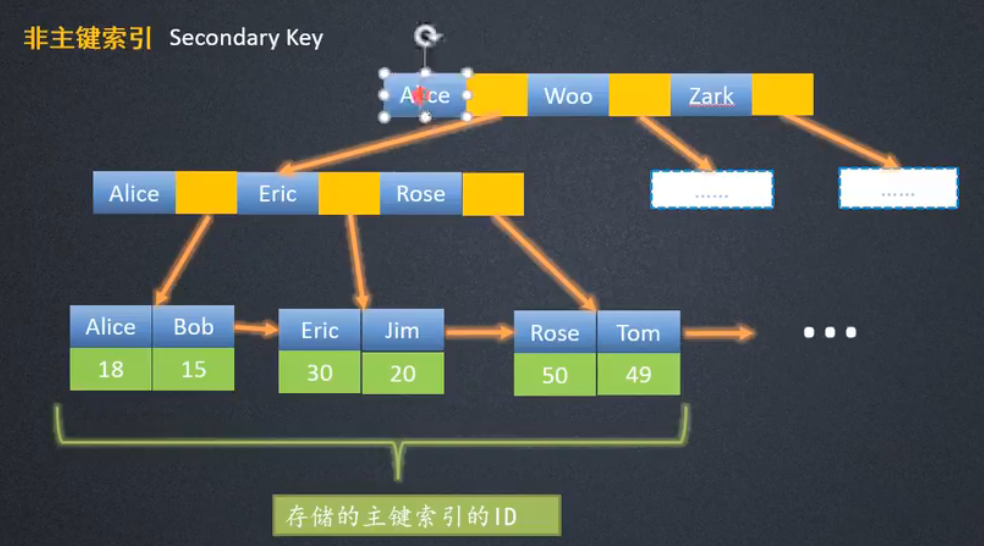 非主键索引 Secondary Key
Alice Woo Zark
Alice Eric Rose
...... ......
Alice Bob Eric Jim Rose Tom
18 15 30 20 50 49
存储的主键索引的ID